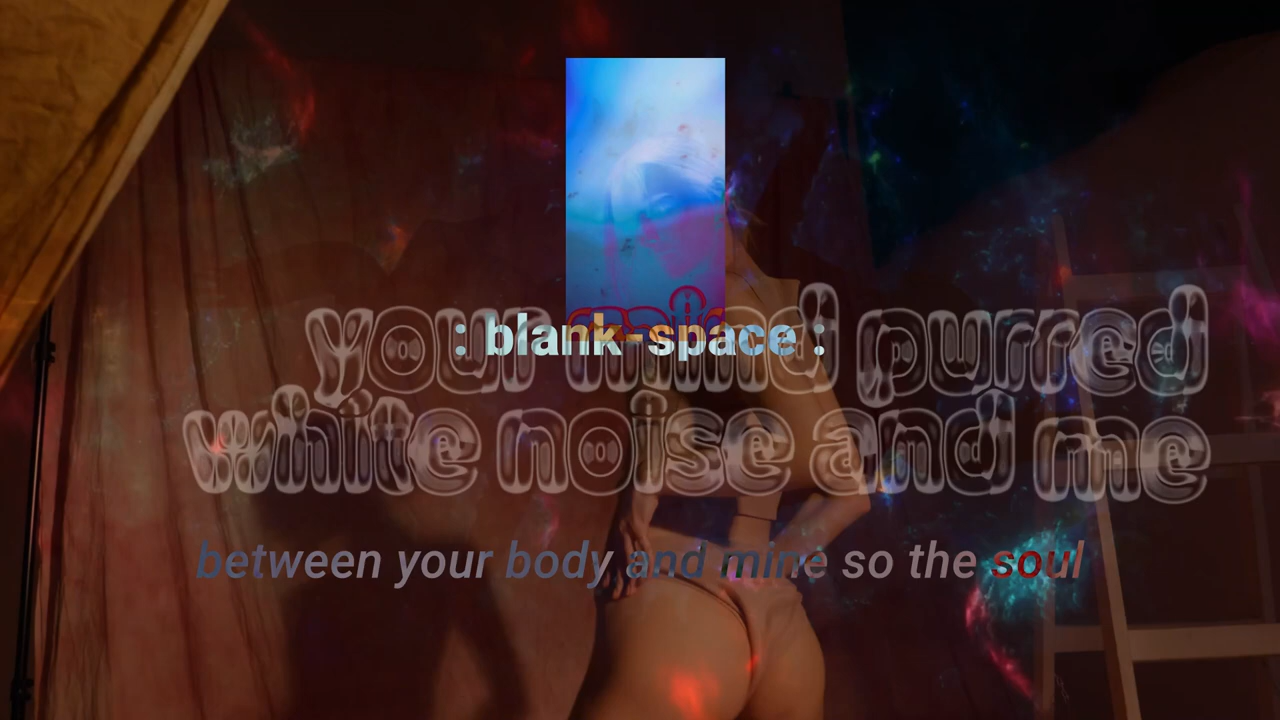 : blank-space :
your mind purred
white noise and me
between your body and mine so the soul